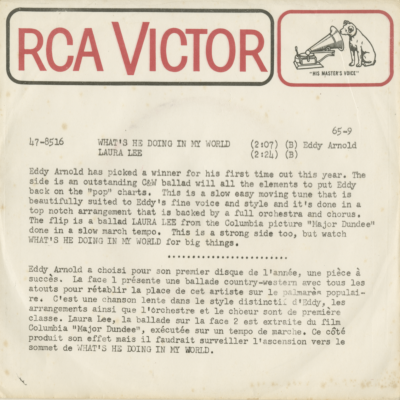 RCA VICTOR
"HIS MASTER'S VOICE"
65-9
47-8516 WHAT'S HE DOING IN MY WORLD (2:07) (B) Eddy Arnold
LAURA LEE (2:24) (B)
Eddy Arnold has picked a winner for his first time out this year. The
side is an outstanding C&W ballad will all the elements to put Eddy
back on the "pop" charts. This is a slow easy moving tune that is
beautifully suited to Eddy's fine voice and style and it's done in a
top notch arrangement that is backed by a full orchestra and chorus.
The flip is a ballad LAURA LEE from the Columbia picture "Major Dundee"
done in a slow march tempo. This is a strong side too, but watch
WHAT'S HE DOING IN MY WORLD for big things.
.........................
Eddy Arnold a choisi pour son premier disque de l'année, une pièce à
succès. La face 1 présente une ballade country-western avec tous les
atouts pour rétablir la place de cet artiste sur le palmarès populai-
re. C'est une chanson lente dans le style distinctif d'Eddy, les
arrangements ainsi que l'orchestre et le choeur sont de première
classe. Laura Lee, la ballade sur la face 2 est extraite du film
Columbia "Major Dundee", exécutée sur un tempo de marche. Ce côté
produit son effet mais il faudrait surveiller l'ascension vers le
sommet de WHAT'S HE DOING IN MY WORLD.